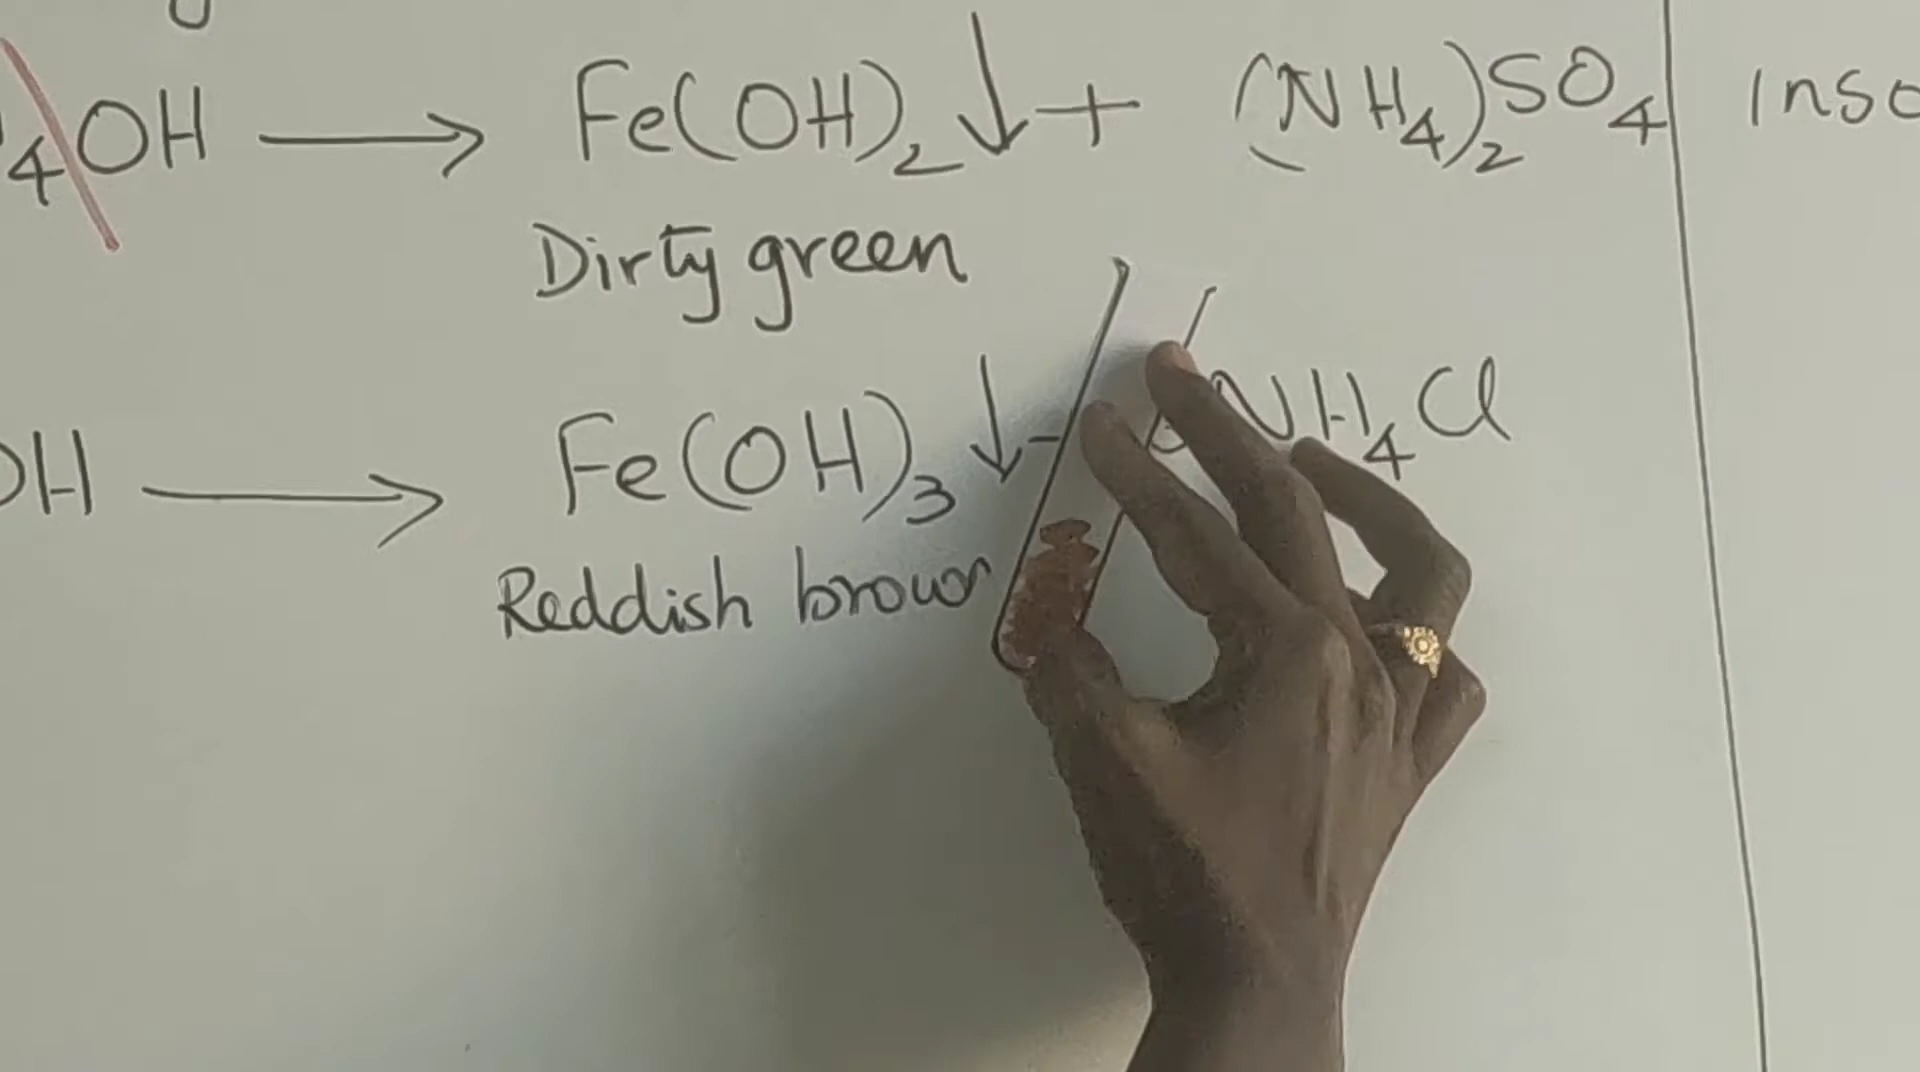 4OH ⟶ Fe(OH)2 ↓ + (NH4)2SO4 inso
Dirty green
OH ⟶ Fe(OH)3 ↓ NH4Cl
Reddish brown